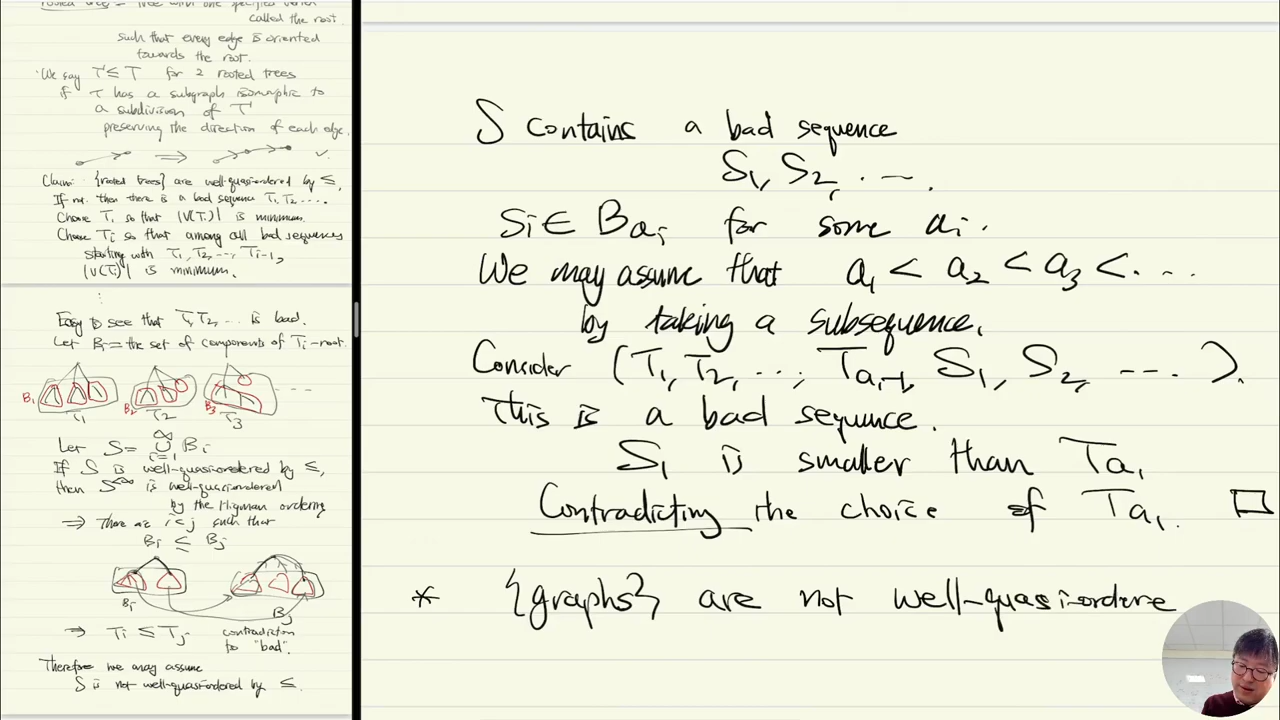 rooted trees = tree with one specified vertex
called the root.
such that every edge is oriented
towards the root.
We say T' ≤ T for 2 rooted trees
if T has a subgraph isomorphic to
a subdivision of T'
preserving the direction of each edge.
⇒ ✓.
Claim: {rooted trees} are well-quasi-ordered by ≤,
If not then there is a bad sequence T1, T2 ....
Choose T1 so that |V(T1)| is minimum.
Choose Ti so that among all bad sequences
starting with T1, T2, ..., Ti-1,
|V(Ti)| is minimum.
Easy to see that T1, T2, ... is bad.
Let Bi = the set of components of Ti-root.
B1 B2 B3 ...
T1 T2 T3
Let S = ∞∪i=1 Bi
If S is well-quasi-ordered by ≤,
then S<∞ is well-quasiordered
by the Higman ordering
⇒ There are i<j such that
Bi ≤ Bj
Bi Bj
⇒ Ti ≤ Tj contradiction
to "bad".
Therefore we may assume
S is not well-quasi-ordered by ≤.
S contains a bad sequence
S1, S2, ....
Si ∈ Bai for some ai.
We may assume that a1 < a2 < a3 < ...
by taking a subsequence.
Consider (T1, T2, ..., Ta1-1, S1, S2, ....).
This is a bad sequence.
S1 is smaller than Ta1
Contradicting the choice of Ta1. □
* {graphs} are not well-quasi-ordere